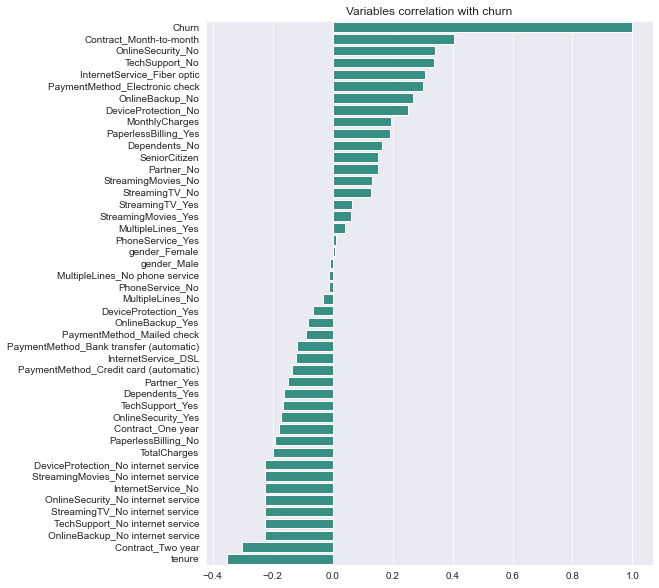 Variables correlation with churn
Churn
Contract_Month-to-month
OnlineSecurity_No
TechSupport_No
InternetService_Fiber optic
PaymentMethod_Electronic check
OnlineBackup_No
DeviceProtection_No
MonthlyCharges
PaperlessBilling_Yes
Dependents_No
SeniorCitizen
Partner_No
StreamingMovies_No
StreamingTV_No
StreamingTV_Yes
StreamingMovies_Yes
MultipleLines_Yes
PhoneService_Yes
gender_Female
gender_Male
MultipleLines_No phone service
PhoneService_No
MultipleLines_No
DeviceProtection_Yes
OnlineBackup_Yes
PaymentMethod_Mailed check
PaymentMethod_Bank transfer (automatic)
InternetService_DSL
PaymentMethod_Credit card (automatic)
Partner_Yes
Dependents_Yes
TechSupport_Yes
OnlineSecurity_Yes
Contract_One year
PaperlessBilling_No
TotalCharges
DeviceProtection_No internet service
StreamingMovies_No internet service
InternetService_No
OnlineSecurity_No internet service
StreamingTV_No internet service
TechSupport_No internet service
OnlineBackup_No internet service
Contract_Two year
tenure
−0.4 −0.2 0.0 0.2 0.4 0.6 0.8 1.0